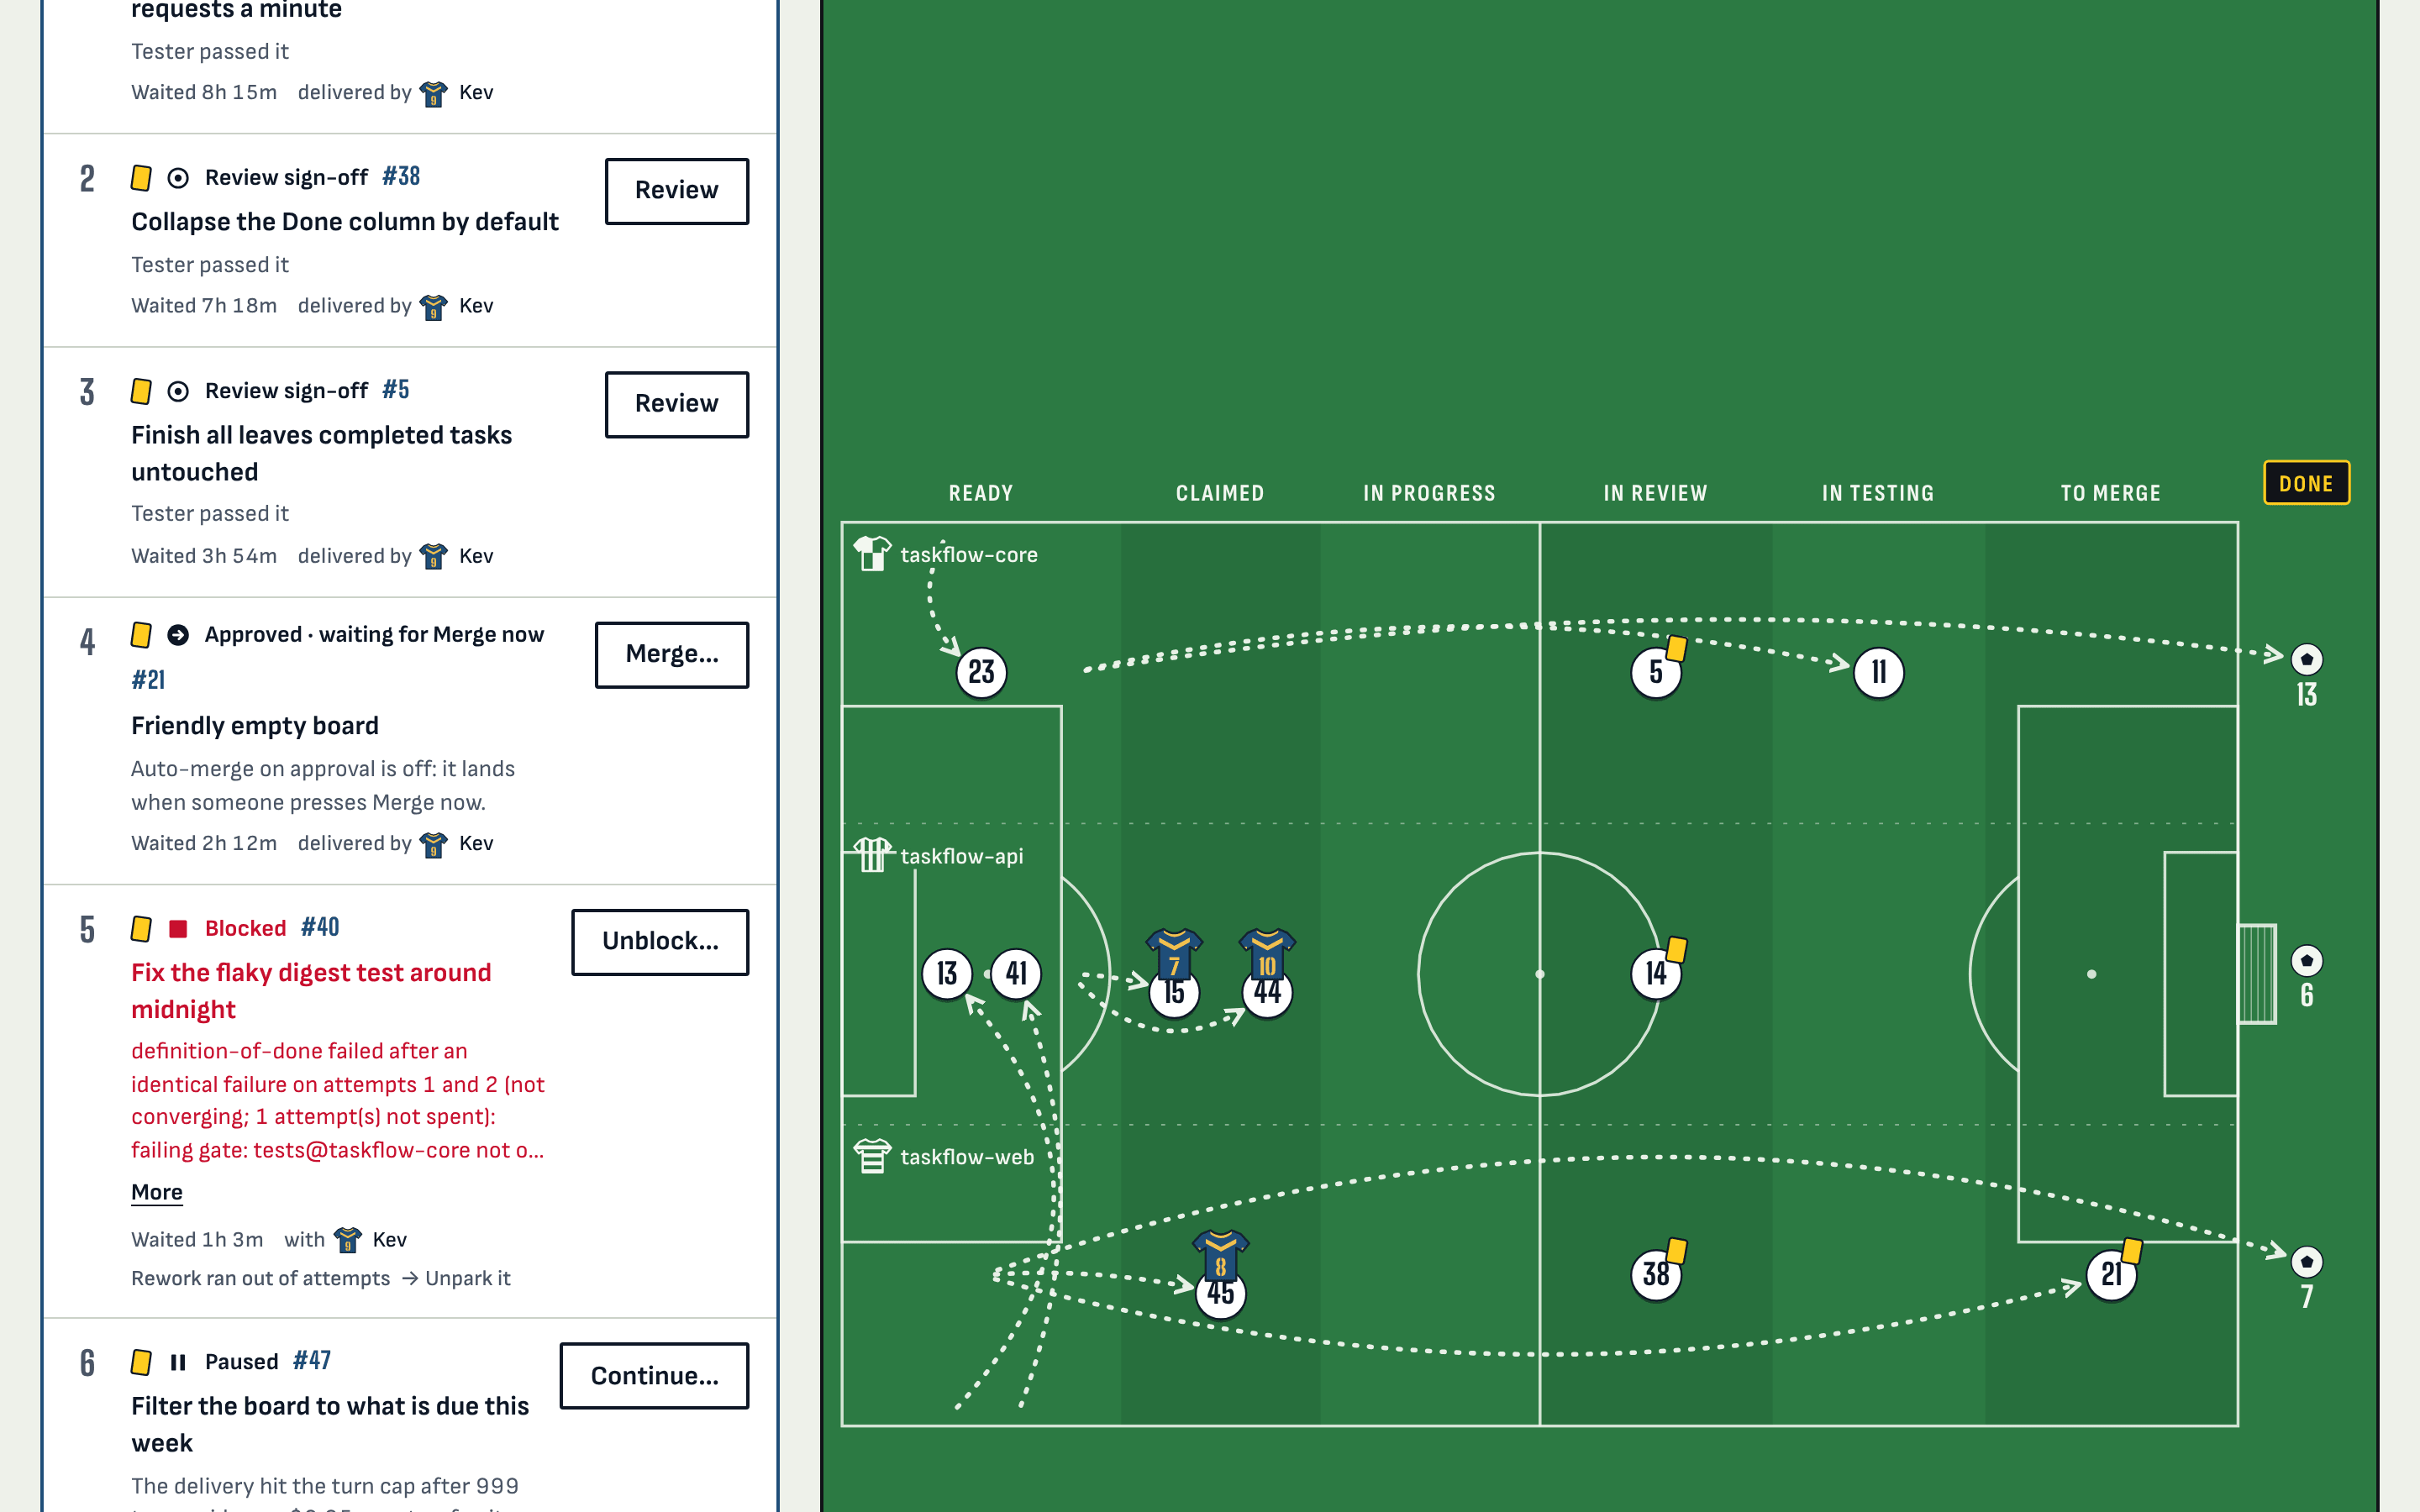 requests a minute
Tester passed it
Waited 8h 15m delivered by 9 Kev
2 Review sign-off #38 Review
Collapse the Done column by default
Tester passed it
Waited 7h 18m delivered by 9 Kev
3 Review sign-off #5 Review
Finish all leaves completed tasks
untouched
Tester passed it
Waited 3h 54m delivered by 9 Kev
4 Approved · waiting for Merge now Merge...
#21
Friendly empty board
Auto-merge on approval is off: it lands
when someone presses Merge now.
Waited 2h 12m delivered by 9 Kev
5 Blocked #40 Unblock...
Fix the flaky digest test around
midnight
definition-of-done failed after an
identical failure on attempts 1 and 2 (not
converging; 1 attempt(s) not spent):
failing gate: tests@taskflow-core not o...
More
Waited 1h 3m with 9 Kev
Rework ran out of attempts → Unpark it
6 Paused #47 Continue...
Filter the board to what is due this
week
The delivery hit the turn cap after 999
READY CLAIMED IN PROGRESS IN REVIEW IN TESTING TO MERGE DONE
taskflow-core
23 5 11 13
taskflow-api
7 10
13 41 15 44 14 6
taskflow-web
8
45 38 21 7